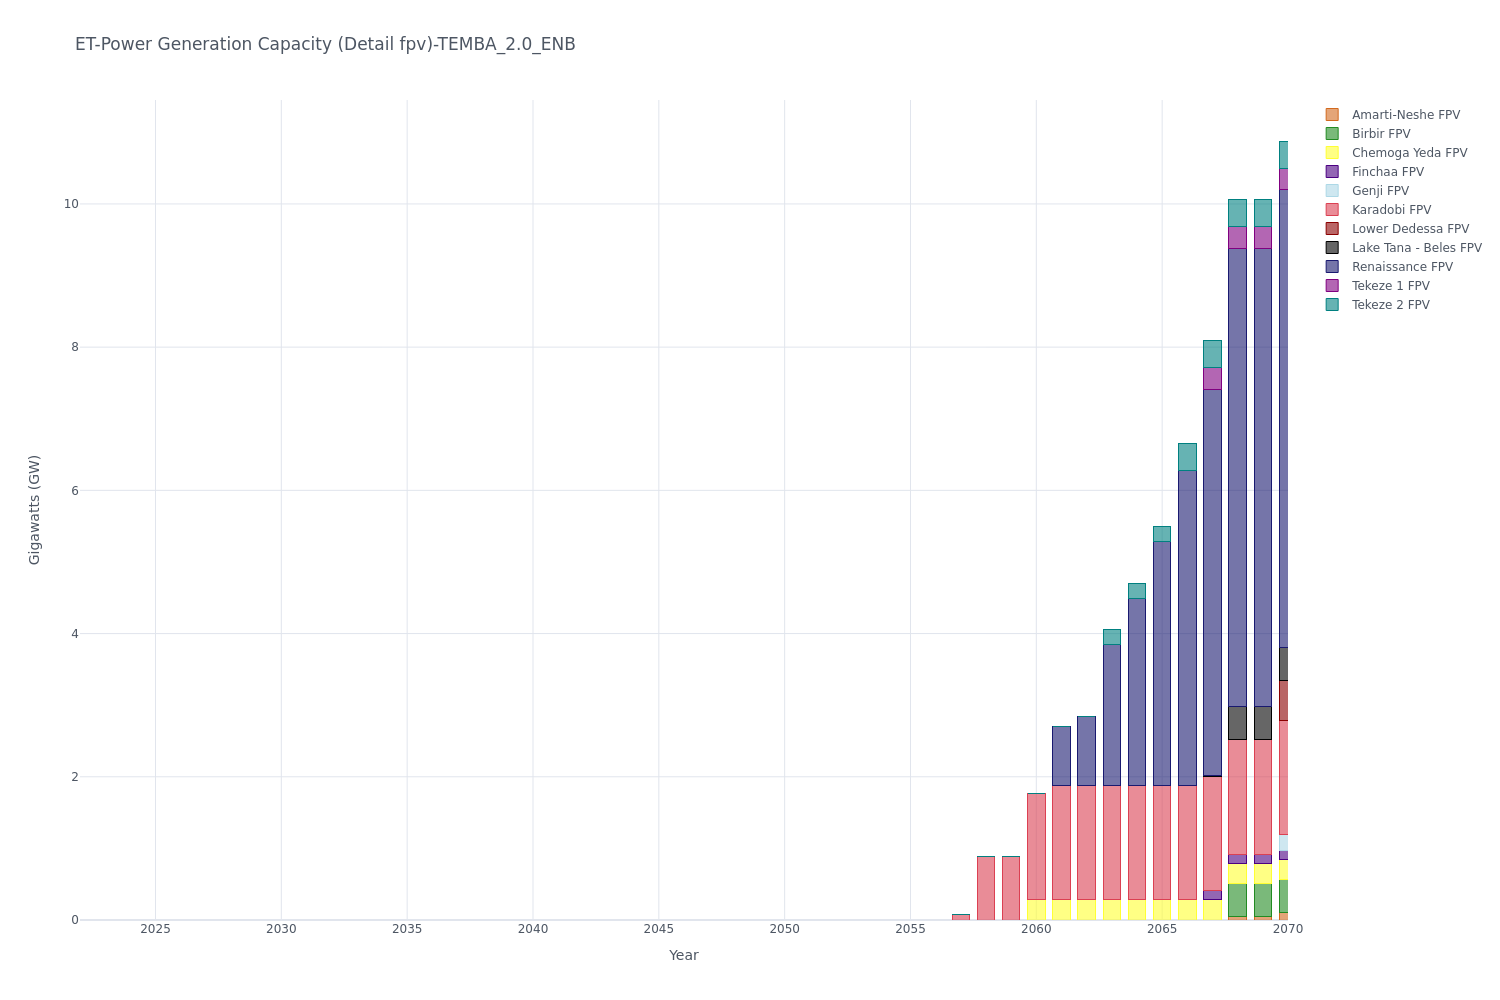 ET-Power Generation Capacity (Detail fpv)-TEMBA_2.0_ENB
Amarti-Neshe FPV
Birbir FPV
Chemoga Yeda FPV
Finchaa FPV
Genji FPV
Karadobi FPV
Lower Dedessa FPV
Lake Tana - Beles FPV
Renaissance FPV
Tekeze 1 FPV
Tekeze 2 FPV
Gigawatts (GW)
10
8
6
4
2
0
2025 2030 2035 2040 2045 2050 2055 2060 2065 2070
Year